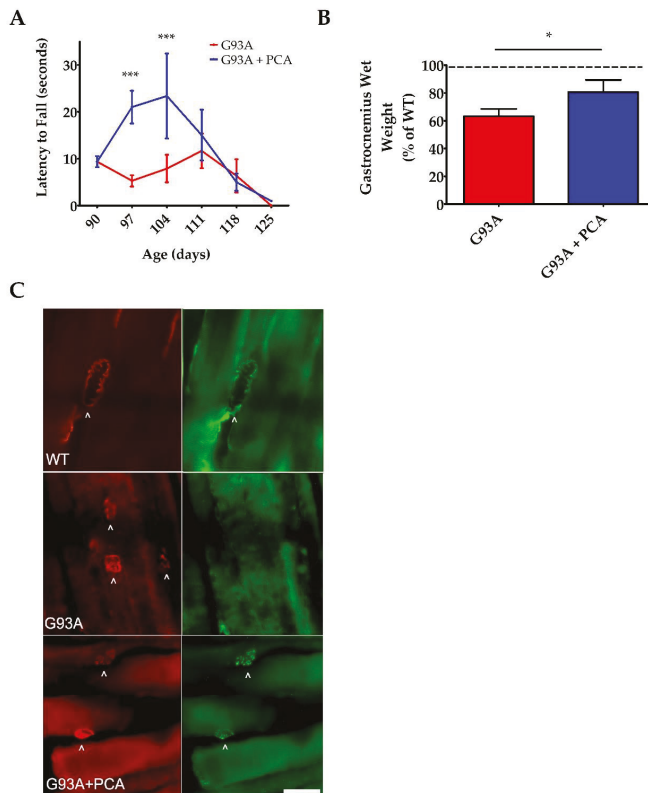 A
***
***
G93A
G93A + PCA
Latency to Fall (seconds)
30
20
10
0
90
97
104
111
118
125
Age (days)
B
*
Gastrocnemius Wet
Weight
(% of WT)
100
80
60
40
20
0
G93A
G93A + PCA
C
^
^
WT
^
^
^
G93A
^
^
^
^
G93A+PCA